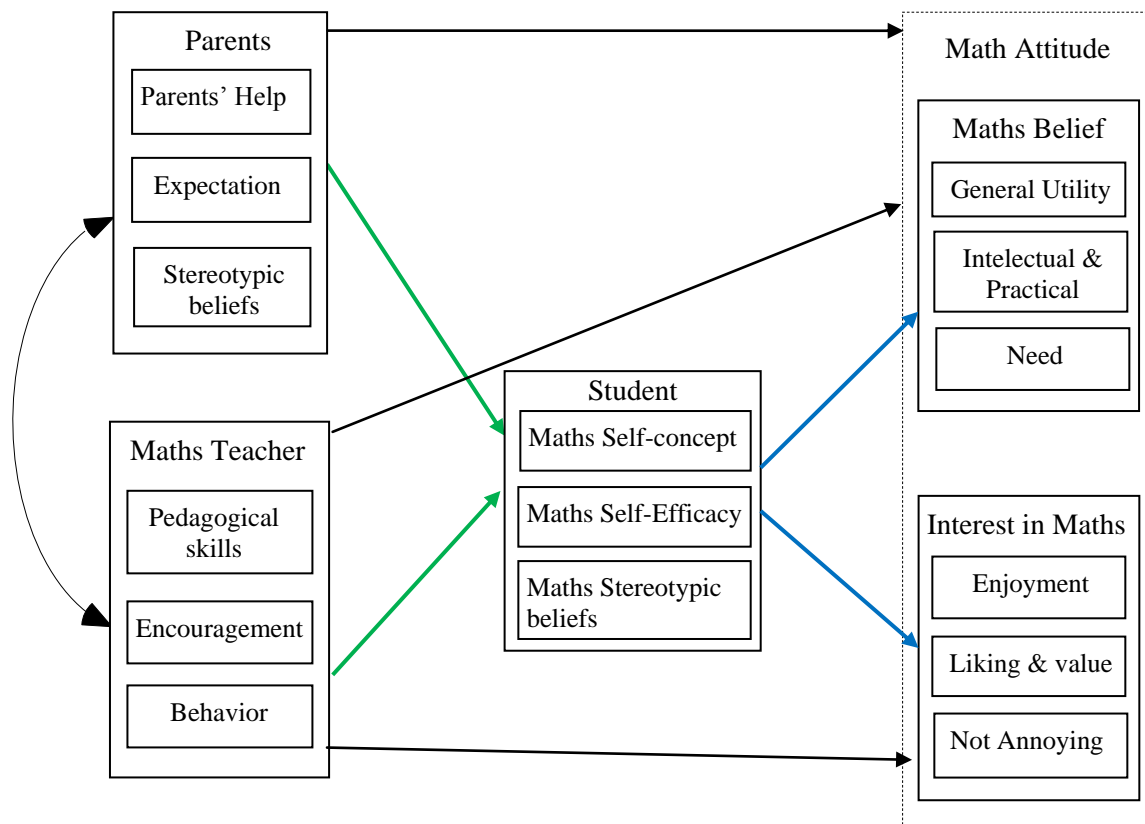 Parents
Parents’ Help
Expectation
Stereotypic
beliefs
Maths Teacher
Pedagogical
skills
Encouragement
Behavior
Student
Maths Self-concept
Maths Self-Efficacy
Maths Stereotypic
beliefs
Math Attitude
Maths Belief
General Utility
Intelectual &
Practical
Need
Interest in Maths
Enjoyment
Liking & value
Not Annoying